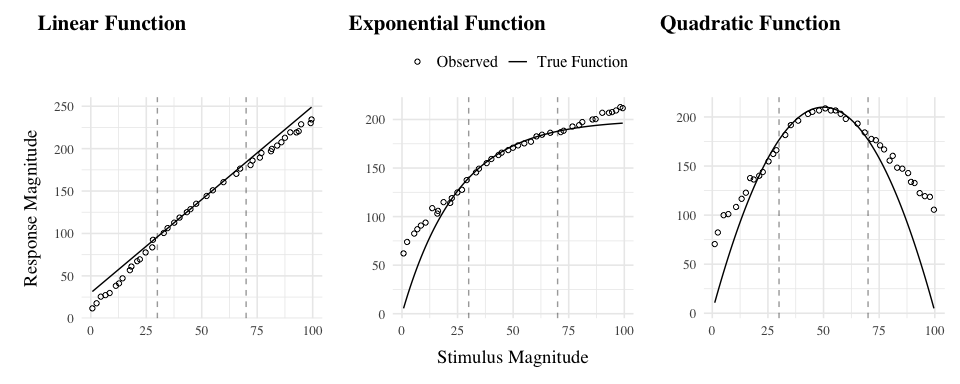 Linear Function
Exponential Function
Quadratic Function
Observed
True Function
Response Magnitude
250
200
150
100
50
0
0 25 50 75 100
200
150
100
50
0
0 25 50 75 100
200
150
100
50
0
0 25 50 75 100
Stimulus Magnitude